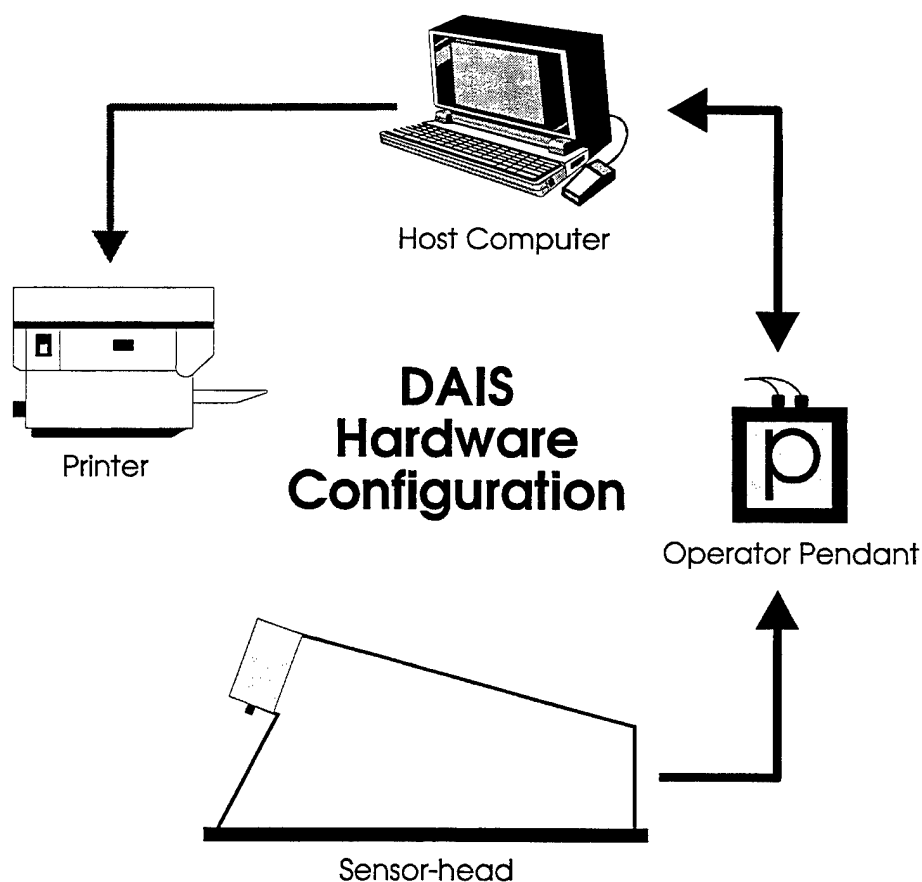 Host Computer
Printer
DAIS
Hardware
Configuration
Operator Pendant
Sensor-head